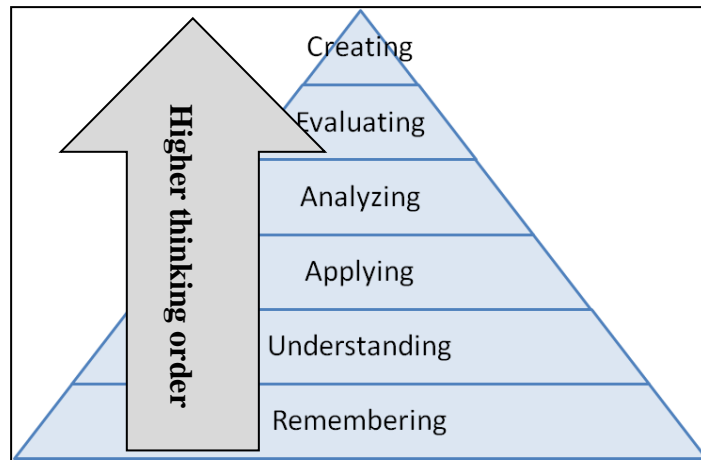 Creating
Evaluating
Analyzing
Applying
Understanding
Remembering
Higher thinking order